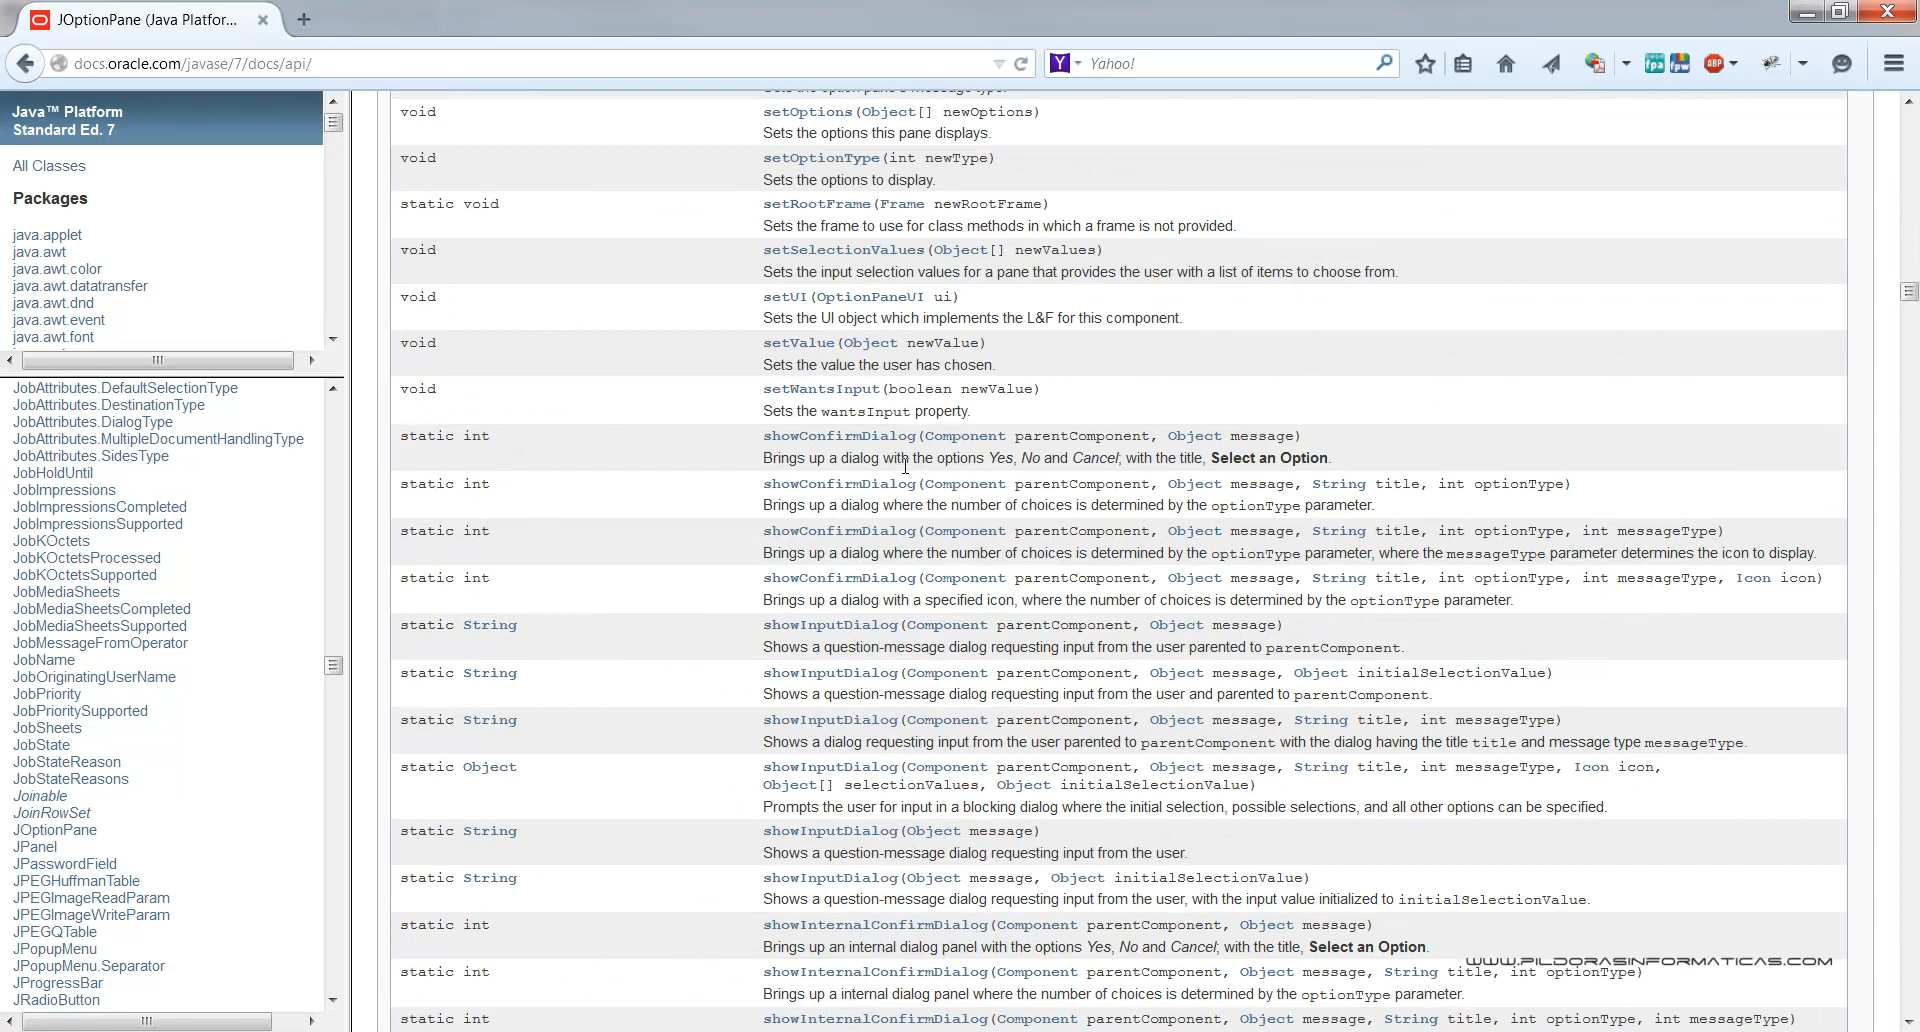 JOptionPane (Java Platfor...
docs.oracle.com/javase/7/docs/api/
Yahoo!
Java™ Platform
Standard Ed. 7
All Classes
Packages
java.applet
java.awt
java.awt.color
java.awt.datatransfer
java.awt.dnd
java.awt.event
java.awt.font
JobAttributes.DefaultSelectionType
JobAttributes.DestinationType
JobAttributes.DialogType
JobAttributes.MultipleDocumentHandlingType
JobAttributes.SidesType
JobHoldUntil
JobImpressions
JobImpressionsCompleted
JobImpressionsSupported
JobKOctets
JobKOctetsProcessed
JobKOctetsSupported
JobMediaSheets
JobMediaSheetsCompleted
JobMediaSheetsSupported
JobMessageFromOperator
JobName
JobOriginatingUserName
JobPriority
JobPrioritySupported
JobSheets
JobState
JobStateReason
JobStateReasons
Joinable
JoinRowSet
JOptionPane
JPanel
JPasswordField
JPEGHuffmanTable
JPEGImageReadParam
JPEGImageWriteParam
JPEGQTable
JPopupMenu
JPopupMenu.Separator
JProgressBar
JRadioButton
void setOptions(Object[] newOptions)
Sets the options this pane displays.
void setOptionType(int newType)
Sets the options to display.
static void setRootFrame(Frame newRootFrame)
Sets the frame to use for class methods in which a frame is not provided.
void setSelectionValues(Object[] newValues)
Sets the input selection values for a pane that provides the user with a list of items to choose from.
void setUI(OptionPaneUI ui)
Sets the UI object which implements the L&F for this component.
void setValue(Object newValue)
Sets the value the user has chosen.
void setWantsInput(boolean newValue)
Sets the wantsInput property.
static int showConfirmDialog(Component parentComponent, Object message)
Brings up a dialog with the options Yes, No and Cancel; with the title, Select an Option.
static int showConfirmDialog(Component parentComponent, Object message, String title, int optionType)
Brings up a dialog where the number of choices is determined by the optionType parameter.
static int showConfirmDialog(Component parentComponent, Object message, String title, int optionType, int messageType)
Brings up a dialog where the number of choices is determined by the optionType parameter, where the messageType parameter determines the icon to display.
static int showConfirmDialog(Component parentComponent, Object message, String title, int optionType, int messageType, Icon icon)
Brings up a dialog with a specified icon, where the number of choices is determined by the optionType parameter.
static String showInputDialog(Component parentComponent, Object message)
Shows a question-message dialog requesting input from the user parented to parentComponent.
static String showInputDialog(Component parentComponent, Object message, Object initialSelectionValue)
Shows a question-message dialog requesting input from the user and parented to parentComponent.
static String showInputDialog(Component parentComponent, Object message, String title, int messageType)
Shows a dialog requesting input from the user parented to parentComponent with the dialog having the title title and message type messageType.
static Object showInputDialog(Component parentComponent, Object message, String title, int messageType, Icon icon,
Object[] selectionValues, Object initialSelectionValue)
Prompts the user for input in a blocking dialog where the initial selection, possible selections, and all other options can be specified.
static String showInputDialog(Object message)
Shows a question-message dialog requesting input from the user.
static String showInputDialog(Object message, Object initialSelectionValue)
Shows a question-message dialog requesting input from the user, with the input value initialized to initialSelectionValue.
static int showInternalConfirmDialog(Component parentComponent, Object message)
Brings up an internal dialog panel with the options Yes, No and Cancel; with the title, Select an Option.
WWW.PILDORASINFORMATICAS.COM
static int showInternalConfirmDialog(Component parentComponent, Object message, String title, int optionType)
Brings up a internal dialog panel where the number of choices is determined by the optionType parameter.
static int showInternalConfirmDialog(Component parentComponent, Object message, String title, int optionType, int messageType)